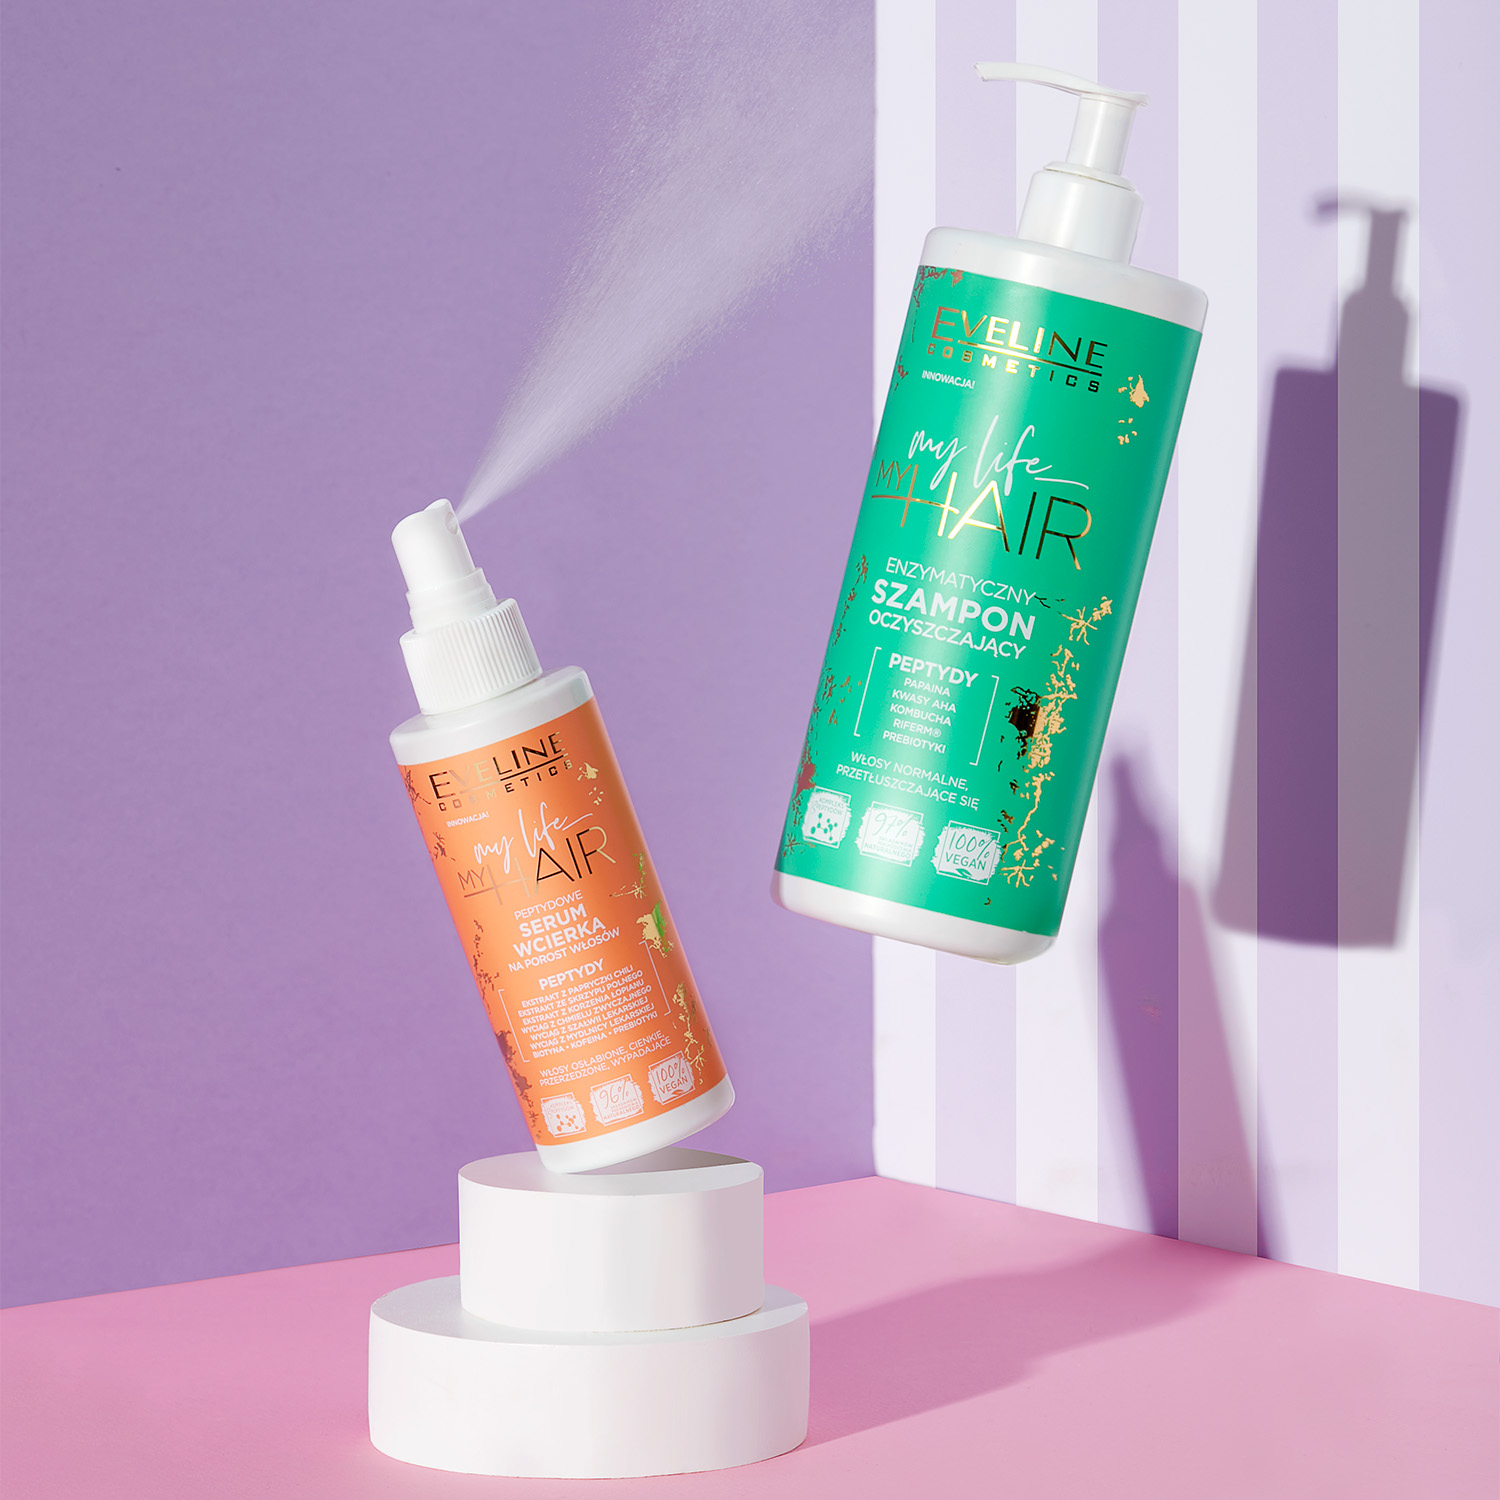 EVELINE
COSMETICS
INNOWACJA!
my life
MY HAIR
ENZYMATYCZNY
SZAMPON
OCZYSZCZAJĄCY
PEPTYDY
PAPAINA
KWASY AHA
KOMBUCHA
RIFERM®
PREBIOTYKI
WŁOSY NORMALNE,
PRZETŁUSZCZAJĄCE SIĘ
97%
NATURALNEGO
100%
VEGAN
EVELINE
COSMETICS
INNOWACJA!
my life
MY HAIR
PEPTYDOWE
SERUM
WCIERKA
NA POROST WŁOSÓW
PEPTYDY
EKSTRAKT Z PAPRYCZKI CHILI
EKSTRAKT ZE SKRZYPU POLNEGO
EKSTRAKT Z KORZENIA ŁOPIANU
WYCIĄG Z CHMIELU ZWYCZAJNEGO
WYCIĄG Z SZAŁWII LEKARSKIEJ
WYCIĄG Z MYDLNICY LEKARSKIEJ
BIOTYNA • KOFEINA • PREBIOTYKI
WŁOSY OSŁABIONE, CIENKIE,
PRZERZEDZONE, WYPADAJĄCE
96%
100%
VEGAN